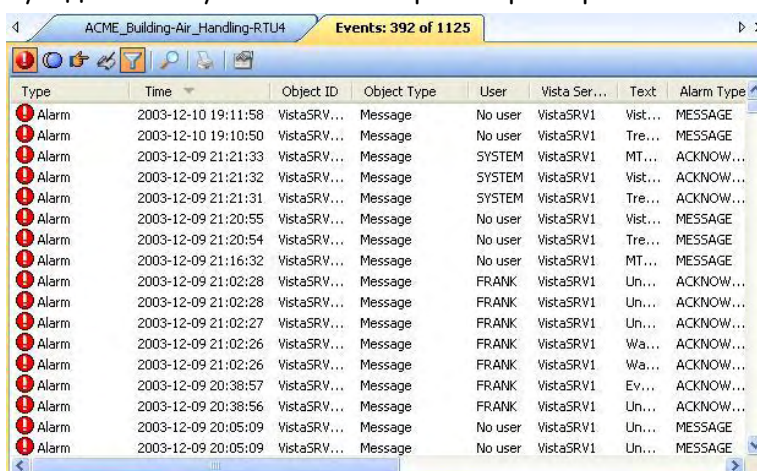 ACME_Building-Air_Handling-RTU4 Events: 392 of 1125
Type Time Object ID Object Type User Vista Ser... Text Alarm Type
Alarm 2003-12-10 19:11:58 VistaSRV... Message No user VistaSRV1 Vist... MESSAGE
Alarm 2003-12-10 19:10:50 VistaSRV... Message No user VistaSRV1 Tre... MESSAGE
Alarm 2003-12-09 21:21:33 VistaSRV... Message SYSTEM VistaSRV1 MT... ACKNOW...
Alarm 2003-12-09 21:21:32 VistaSRV... Message SYSTEM VistaSRV1 Vist... ACKNOW...
Alarm 2003-12-09 21:21:31 VistaSRV... Message SYSTEM VistaSRV1 Tre... ACKNOW...
Alarm 2003-12-09 21:20:55 VistaSRV... Message No user VistaSRV1 Vist... MESSAGE
Alarm 2003-12-09 21:20:54 VistaSRV... Message No user VistaSRV1 Tre... MESSAGE
Alarm 2003-12-09 21:16:32 VistaSRV... Message No user VistaSRV1 MT... MESSAGE
Alarm 2003-12-09 21:02:28 VistaSRV... Message FRANK VistaSRV1 Un... ACKNOW...
Alarm 2003-12-09 21:02:28 VistaSRV... Message FRANK VistaSRV1 Un... ACKNOW...
Alarm 2003-12-09 21:02:27 VistaSRV... Message FRANK VistaSRV1 Un... ACKNOW...
Alarm 2003-12-09 21:02:26 VistaSRV... Message FRANK VistaSRV1 Wa... ACKNOW...
Alarm 2003-12-09 21:02:26 VistaSRV... Message FRANK VistaSRV1 Wa... ACKNOW...
Alarm 2003-12-09 20:38:57 VistaSRV... Message FRANK VistaSRV1 Ev... ACKNOW...
Alarm 2003-12-09 20:38:56 VistaSRV... Message FRANK VistaSRV1 Un... ACKNOW...
Alarm 2003-12-09 20:05:09 VistaSRV... Message No user VistaSRV1 Un... MESSAGE
Alarm 2003-12-09 20:05:09 VistaSRV... Message No user VistaSRV1 Un... MESSAGE